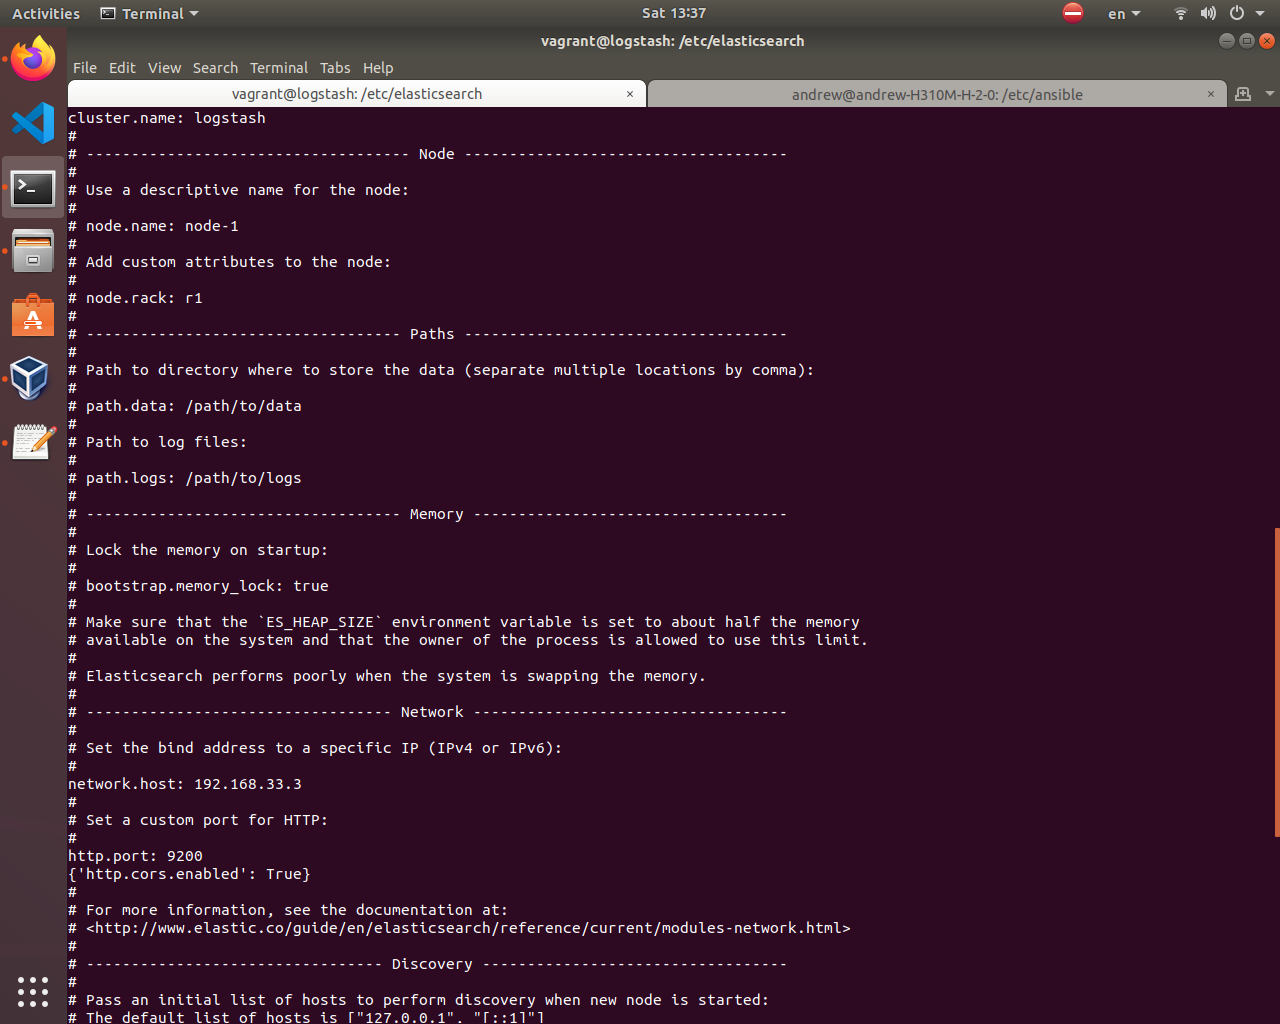 Activities Terminal Sat 13:37 en
vagrant@logstash: /etc/elasticsearch
File Edit View Search Terminal Tabs Help
vagrant@logstash: /etc/elasticsearch × andrew@andrew-H310M-H-2-0: /etc/ansible ×
cluster.name: logstash
#
# ------------------------------------ Node ------------------------------------
#
# Use a descriptive name for the node:
#
# node.name: node-1
#
# Add custom attributes to the node:
#
# node.rack: r1
#
# ----------------------------------- Paths -----------------------------------
#
# Path to directory where to store the data (separate multiple locations by comma):
#
# path.data: /path/to/data
#
# Path to log files:
#
# path.logs: /path/to/logs
#
# ----------------------------------- Memory -----------------------------------
#
# Lock the memory on startup:
#
# bootstrap.memory_lock: true
#
# Make sure that the `ES_HEAP_SIZE` environment variable is set to about half the memory
# available on the system and that the owner of the process is allowed to use this limit.
#
# Elasticsearch performs poorly when the system is swapping the memory.
#
# ---------------------------------- Network -----------------------------------
#
# Set the bind address to a specific IP (IPv4 or IPv6):
#
network.host: 192.168.33.3
#
# Set a custom port for HTTP:
#
http.port: 9200
{'http.cors.enabled': True}
#
# For more information, see the documentation at:
# <http://www.elastic.co/guide/en/elasticsearch/reference/current/modules-network.html>
#
# --------------------------------- Discovery ----------------------------------
#
# Pass an initial list of hosts to perform discovery when new node is started:
# The default list of hosts is ["127.0.0.1", "[::1]"]